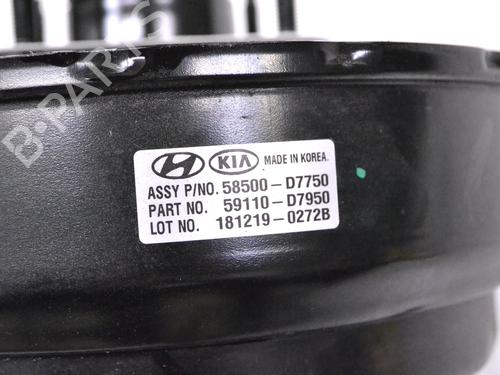 B-PARTS
HYUNDAI KIA MADE IN KOREA.
ASSY P/NO. 58500-D7750
PART NO. 59110-D7950
LOT NO. 181219-0272B